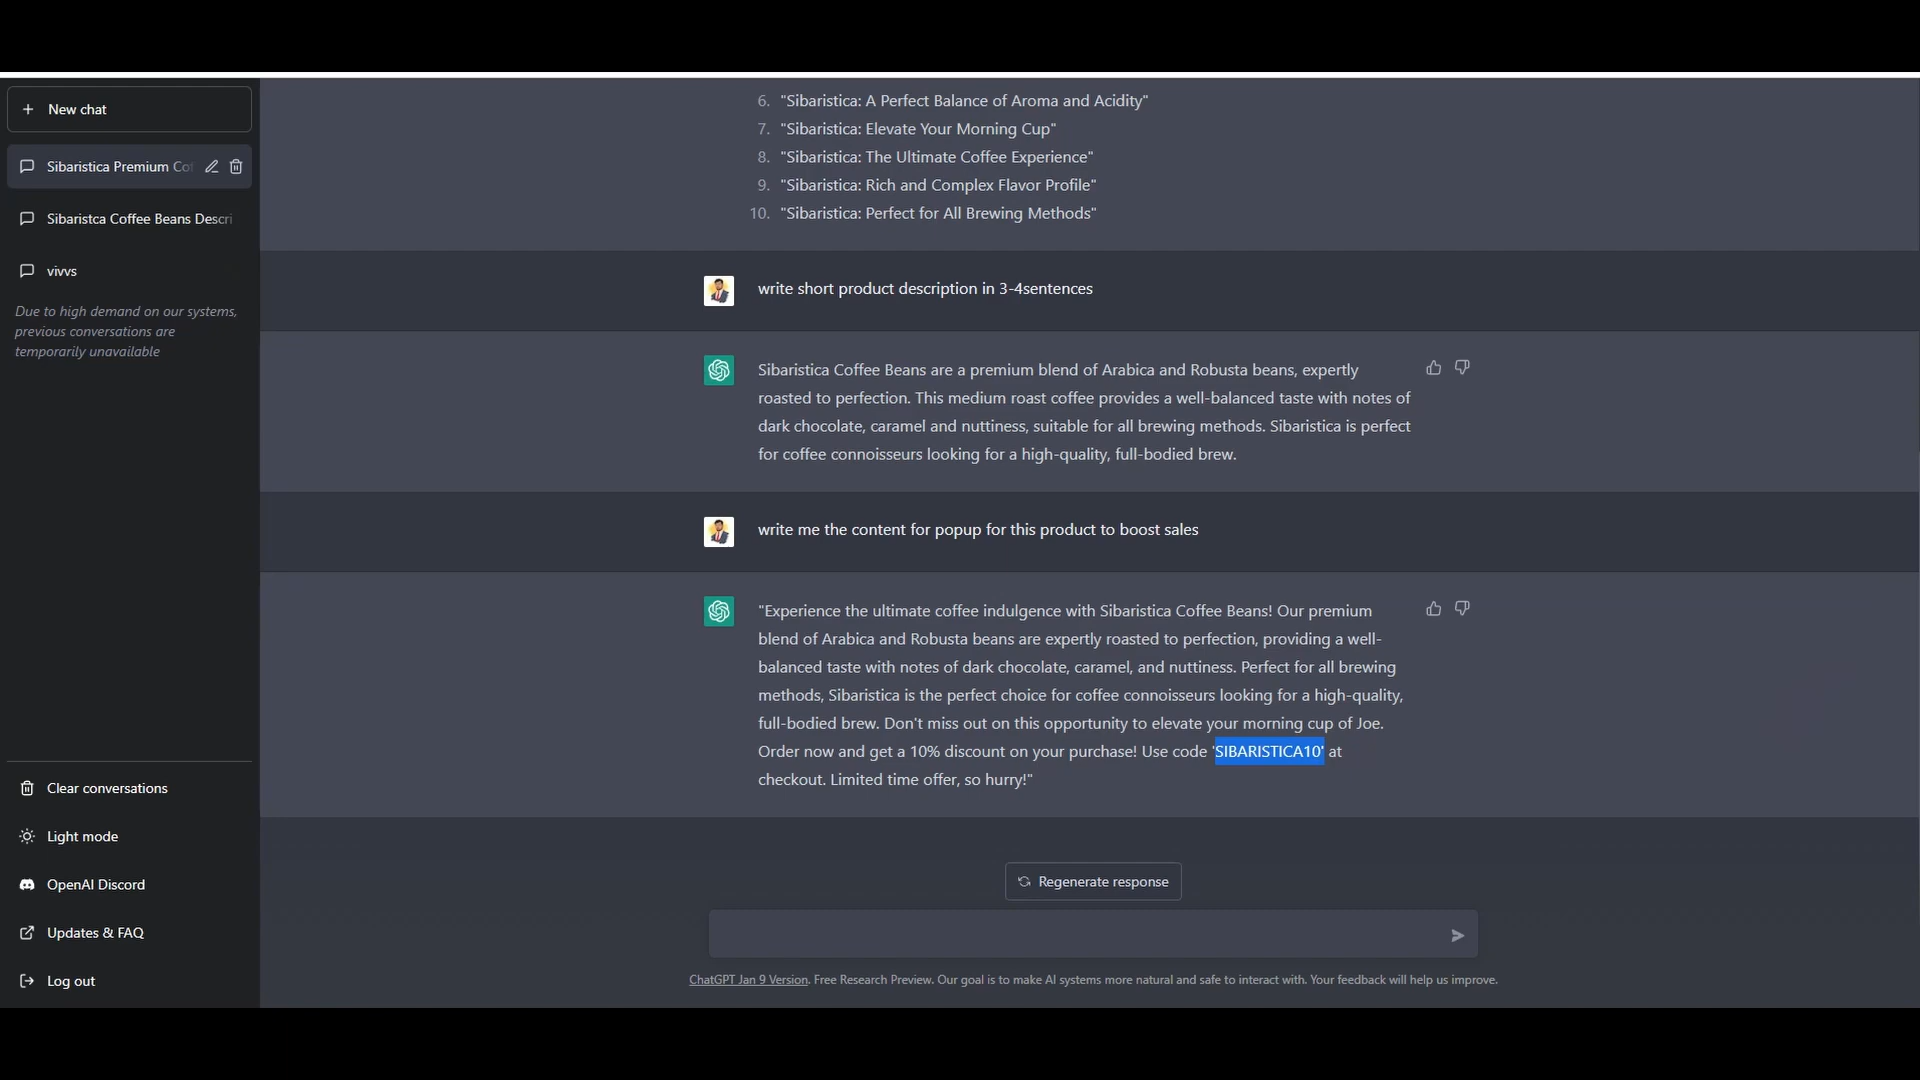 New chat
Sibaristica Premium Co
Sibaristca Coffee Beans Descri
vivvs
Due to high demand on our systems,
previous conversations are
temporarily unavailable
Clear conversations
Light mode
OpenAI Discord
Updates & FAQ
Log out
6. "Sibaristica: A Perfect Balance of Aroma and Acidity"
7. "Sibaristica: Elevate Your Morning Cup"
8. "Sibaristica: The Ultimate Coffee Experience"
9. "Sibaristica: Rich and Complex Flavor Profile"
10. "Sibaristica: Perfect for All Brewing Methods"
write short product description in 3-4sentences
Sibaristica Coffee Beans are a premium blend of Arabica and Robusta beans, expertly
roasted to perfection. This medium roast coffee provides a well-balanced taste with notes of
dark chocolate, caramel and nuttiness, suitable for all brewing methods. Sibaristica is perfect
for coffee connoisseurs looking for a high-quality, full-bodied brew.
write me the content for popup for this product to boost sales
"Experience the ultimate coffee indulgence with Sibaristica Coffee Beans! Our premium
blend of Arabica and Robusta beans are expertly roasted to perfection, providing a well-
balanced taste with notes of dark chocolate, caramel, and nuttiness. Perfect for all brewing
methods, Sibaristica is the perfect choice for coffee connoisseurs looking for a high-quality,
full-bodied brew. Don't miss out on this opportunity to elevate your morning cup of Joe.
Order now and get a 10% discount on your purchase! Use code 'SIBARISTICA10' at
checkout. Limited time offer, so hurry!"
Regenerate response
ChatGPT Jan 9 Version. Free Research Preview. Our goal is to make AI systems more natural and safe to interact with. Your feedback will help us improve.